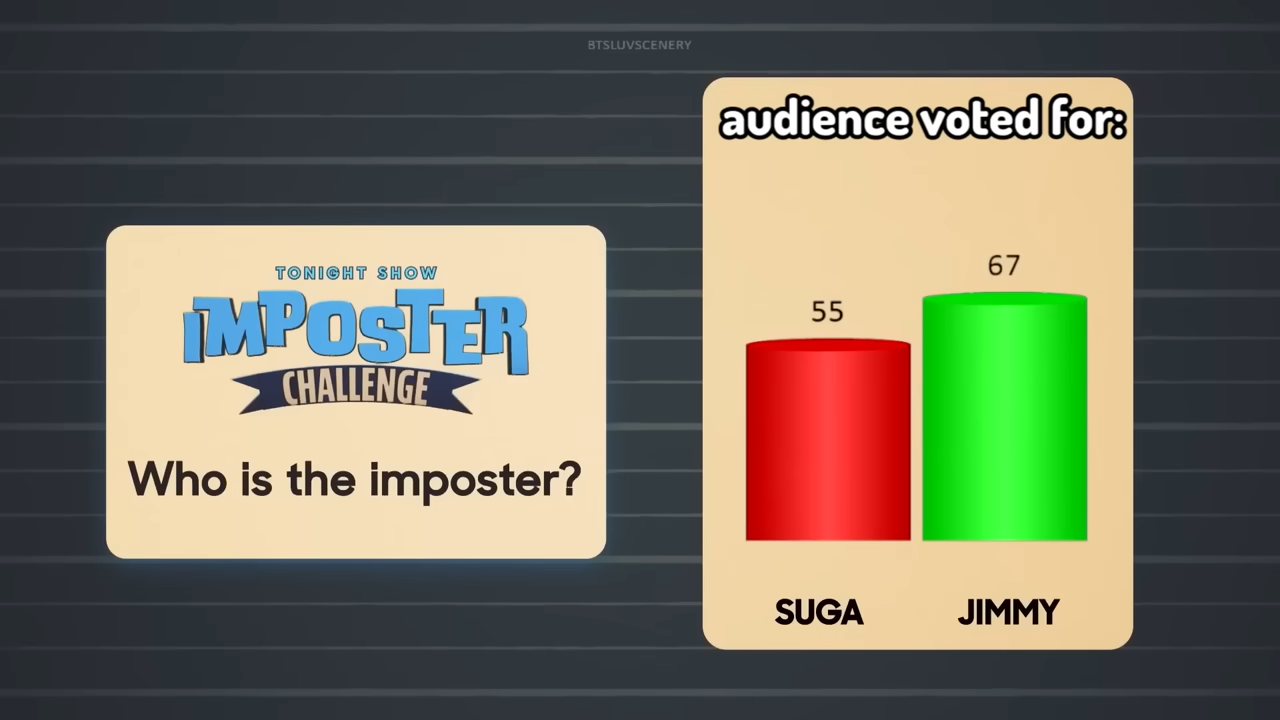 BTSLUVSCENERY
TONIGHT SHOW
IMPOSTER
CHALLENGE
Who is the imposter?
audience voted for:
55
67
SUGA
JIMMY